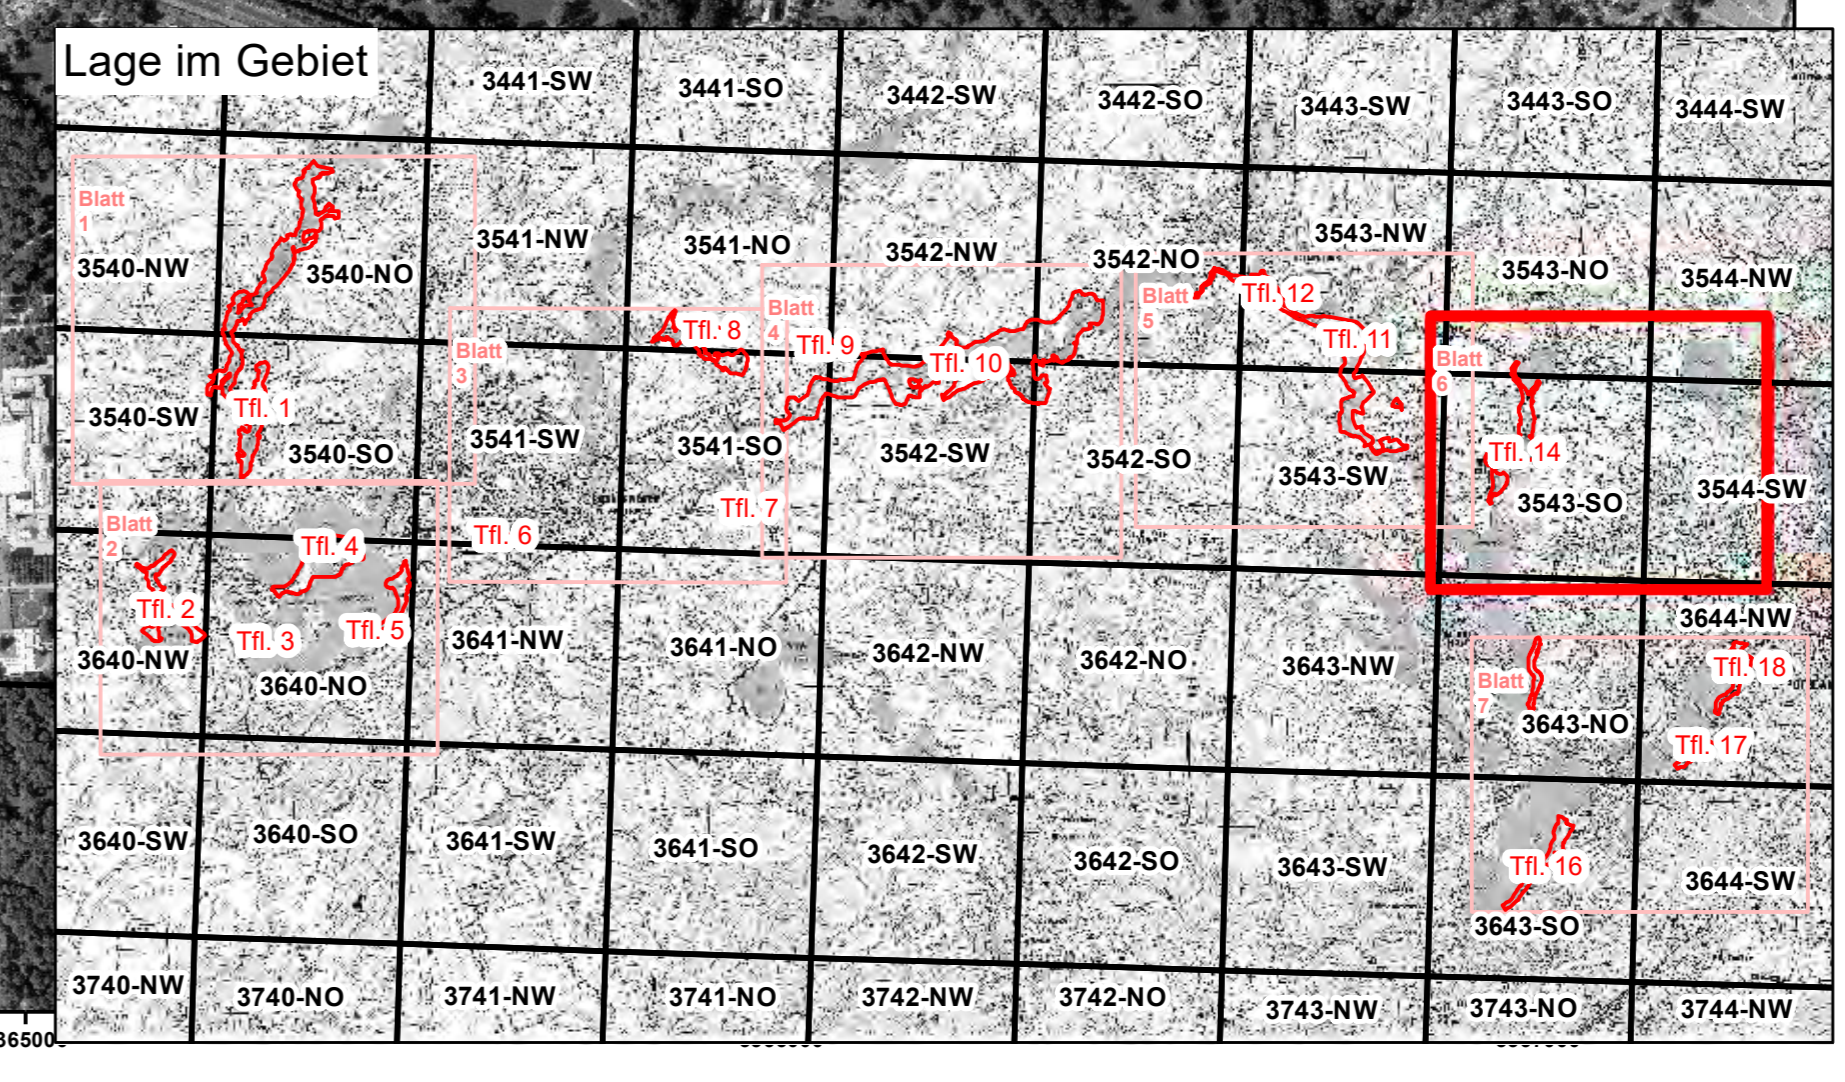 Lage im Gebiet
3441-SW
3441-SO
3442-SW
3442-SO
3443-SW
3443-SO
3444-SW
Blatt
1
3540-NW
3540-NO
3541-NW
3541-NO
3542-NW
3542-NO
3543-NW
3543-NO
3544-NW
Blatt
3
Tfl. 8
Blatt
4
Tfl. 9
Tfl. 10
Blatt
5
Tfl. 12
Tfl. 11
Blatt
6
3540-SW
Tfl. 1
3540-SO
3541-SW
3541-SO
3542-SW
3542-SO
3543-SW
Tfl. 14
3543-SO
3544-SW
Blatt
2
Tfl. 4
Tfl. 6
Tfl. 7
Tfl. 2
Tfl. 3
Tfl. 5
3640-NW
3640-NO
3641-NW
3641-NO
3642-NW
3642-NO
3643-NW
3644-NW
Blatt
7
3643-NO
Tfl. 18
Tfl. 17
3640-SW
3640-SO
3641-SW
3641-SO
3642-SW
3642-SO
3643-SW
Tfl. 16
3644-SW
3643-SO
3740-NW
3740-NO
3741-NW
3741-NO
3742-NW
3742-NO
3743-NW
3743-NO
3744-NW